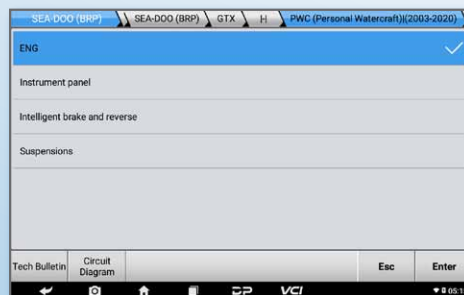 SEA-DOO (BRP) SEA-DOO (BRP) GTX H PWC (Personal Watercraft)|(2003-2020)
ENG
Instrument panel
Intelligent brake and reverse
Suspensions
Tech Bulletin Circuit Diagram Esc Enter
DP VCI